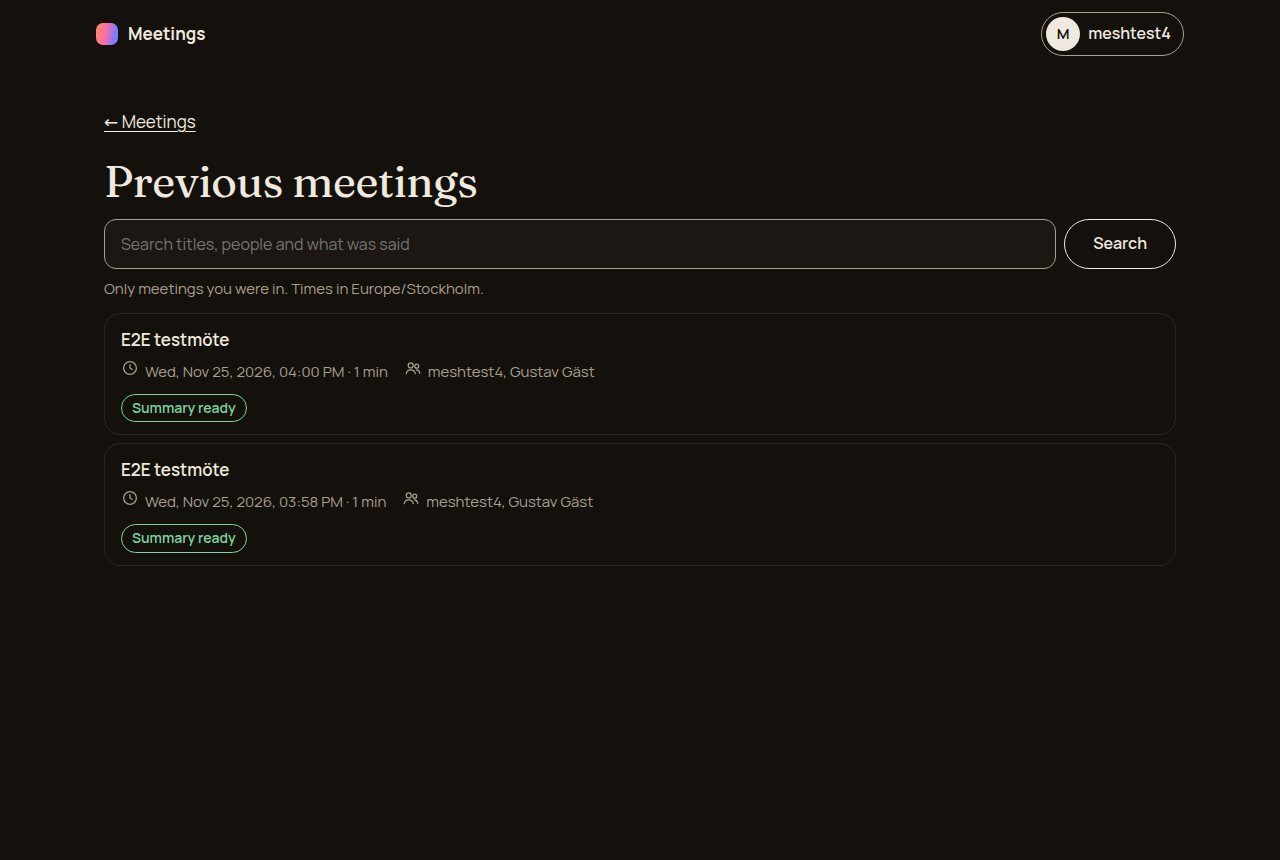 Meetings
M meshtest4
← Meetings
Previous meetings
Search titles, people and what was said
Search
Only meetings you were in. Times in Europe/Stockholm.
E2E testmöte
Wed, Nov 25, 2026, 04:00 PM · 1 min meshtest4, Gustav Gäst
Summary ready
E2E testmöte
Wed, Nov 25, 2026, 03:58 PM · 1 min meshtest4, Gustav Gäst
Summary ready